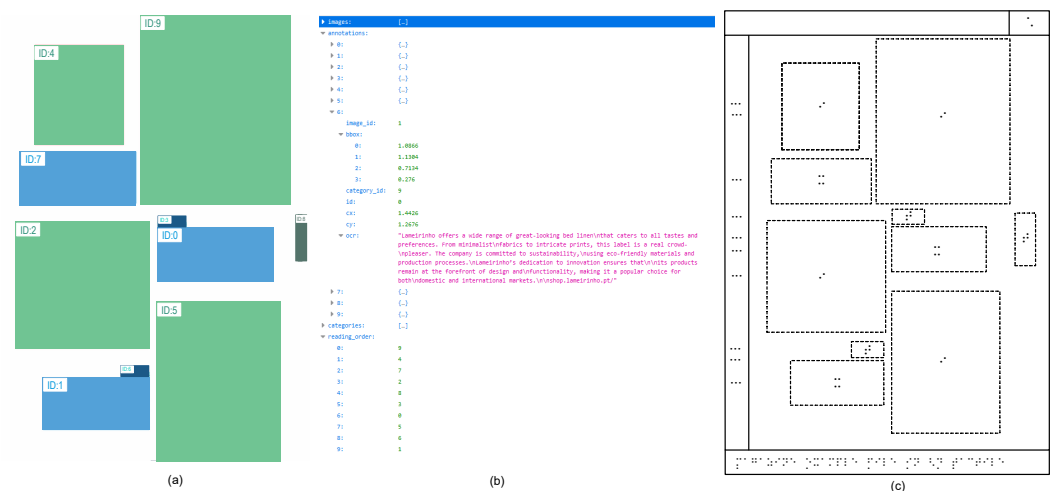 ID:9
ID:4
ID:7
ID:2
ID:3
ID:0
ID:8
ID:5
ID:6
ID:1
(a)
images: […]
annotations:
0: {…}
1: {…}
2: {…}
3: {…}
4: {…}
5: {…}
6:
image_id: 1
bbox:
0: 1.0866
1: 1.1304
2: 0.7134
3: 0.276
category_id: 9
id: 0
cx: 1.4426
cy: 1.2676
ocr: "Lameirinho offers a wide range of great-looking bed linen\nthat caters to all tastes and
preferences. From minimalist\nfabrics to intricate prints, this label is a real crowd-
\npleaser. The company is committed to sustainability,\nusing eco-friendly materials and
production processes.\nLameirinho's dedication to innovation ensures that\n\nits products
remain at the forefront of design and\nfunctionality, making it a popular choice for
both\ndomestic and international markets.\n\nshop.lameirinho.pt/"
7: {…}
8: {…}
9: {…}
categories: […]
reading_order:
0: 9
1: 4
2: 7
3: 2
4: 8
5: 3
6: 0
7: 5
8: 6
9: 1
(b)
(c)